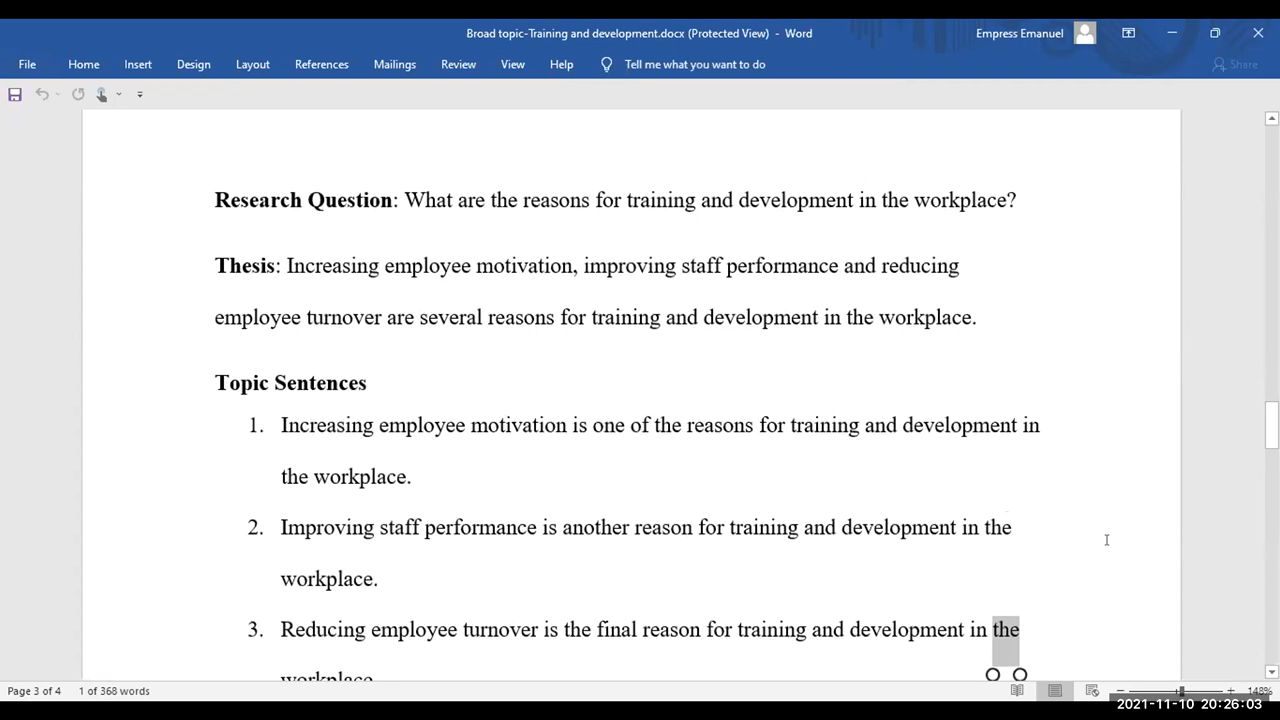 Broad topic-Training and development.docx (Protected View) - Word
Empress Emanuel
File Home Insert Design Layout References Mailings Review View Help Tell me what you want to do Share
Research Question: What are the reasons for training and development in the workplace?
Thesis: Increasing employee motivation, improving staff performance and reducing
employee turnover are several reasons for training and development in the workplace.
Topic Sentences
1. Increasing employee motivation is one of the reasons for training and development in
the workplace.
2. Improving staff performance is another reason for training and development in the
workplace.
3. Reducing employee turnover is the final reason for training and development in the
workplace.
Page 3 of 4 1 of 368 words 148%
2021-11-10 20:26:03